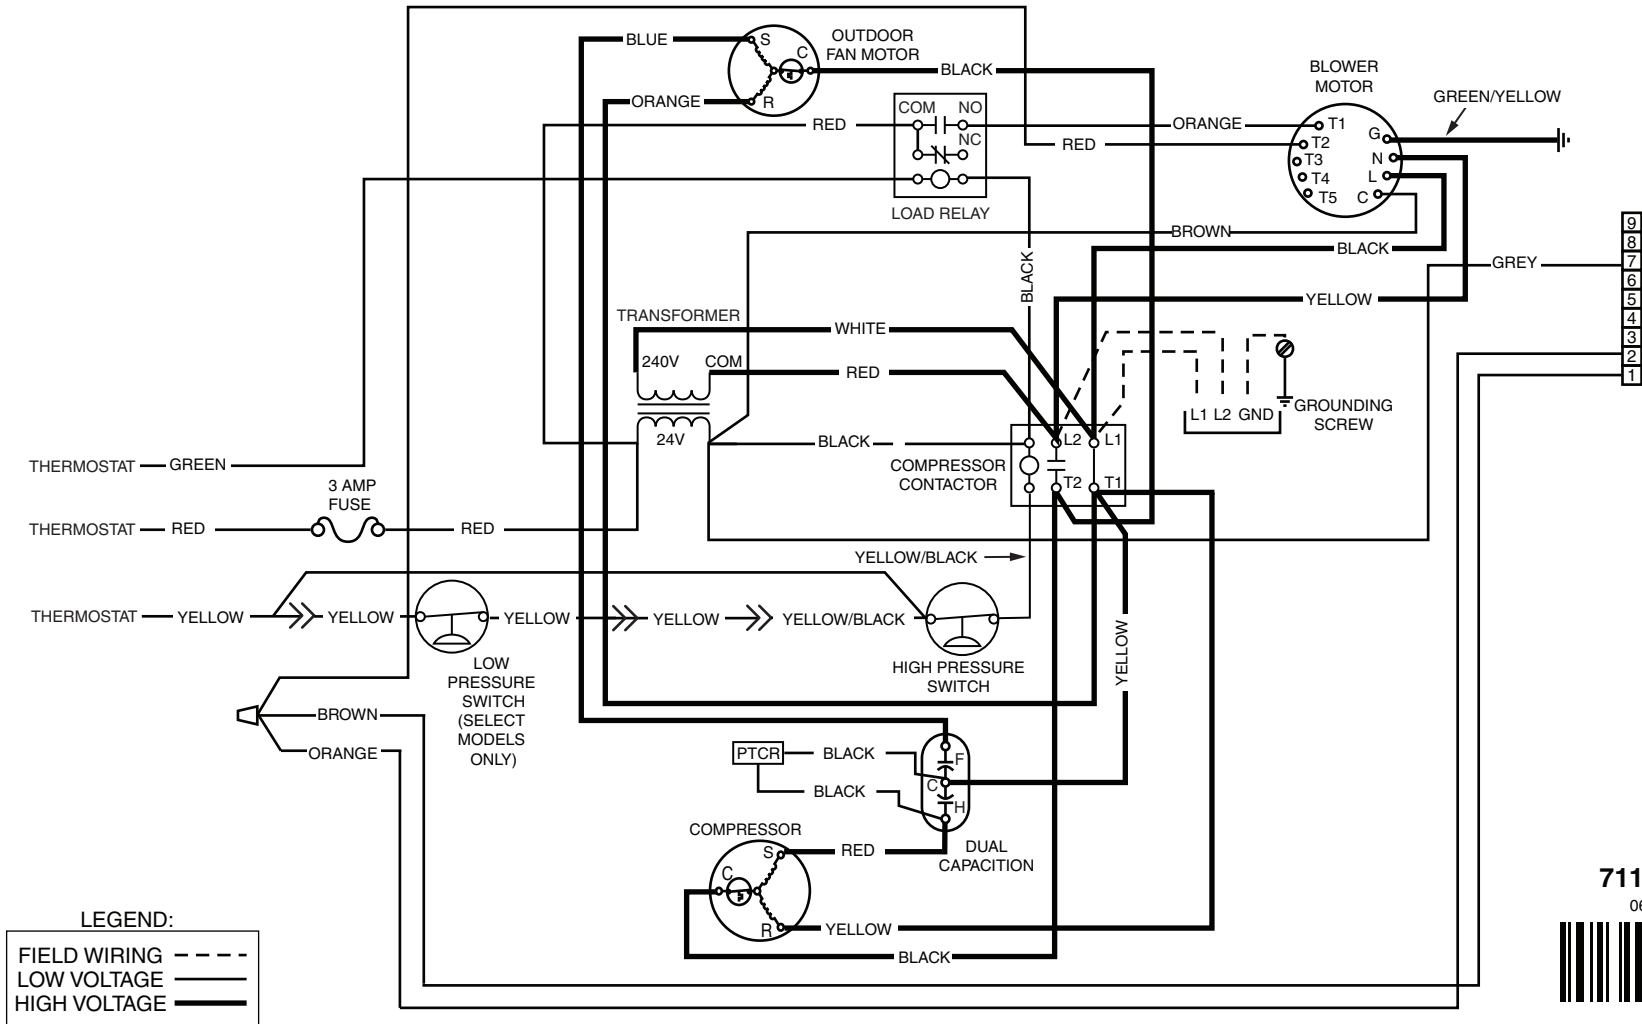 BLUE
S
C
R
OUTDOOR
FAN MOTOR
BLACK
ORANGE
BLOWER
MOTOR
GREEN/YELLOW
RED
COM
NO
NC
LOAD RELAY
ORANGE
RED
T1
T2
T3
T4
T5
G
N
L
C
BROWN
BLACK
BLACK
GREY
YELLOW
9
8
7
6
5
4
3
2
1
TRANSFORMER
240V
COM
24V
WHITE
RED
L1 L2 GND
GROUNDING
SCREW
THERMOSTAT
GREEN
BLACK
COMPRESSOR
CONTACTOR
L2
L1
T2
T1
3 AMP
FUSE
THERMOSTAT
RED
RED
YELLOW/BLACK
THERMOSTAT
YELLOW
YELLOW
YELLOW
YELLOW
YELLOW/BLACK
LOW
PRESSURE
SWITCH
(SELECT
MODELS
ONLY)
HIGH PRESSURE
SWITCH
YELLOW
BROWN
ORANGE
PTCR
BLACK
BLACK
F
C
H
DUAL
CAPACITION
COMPRESSOR
S
C
R
RED
YELLOW
BLACK
LEGEND:
FIELD WIRING
LOW VOLTAGE
HIGH VOLTAGE
711